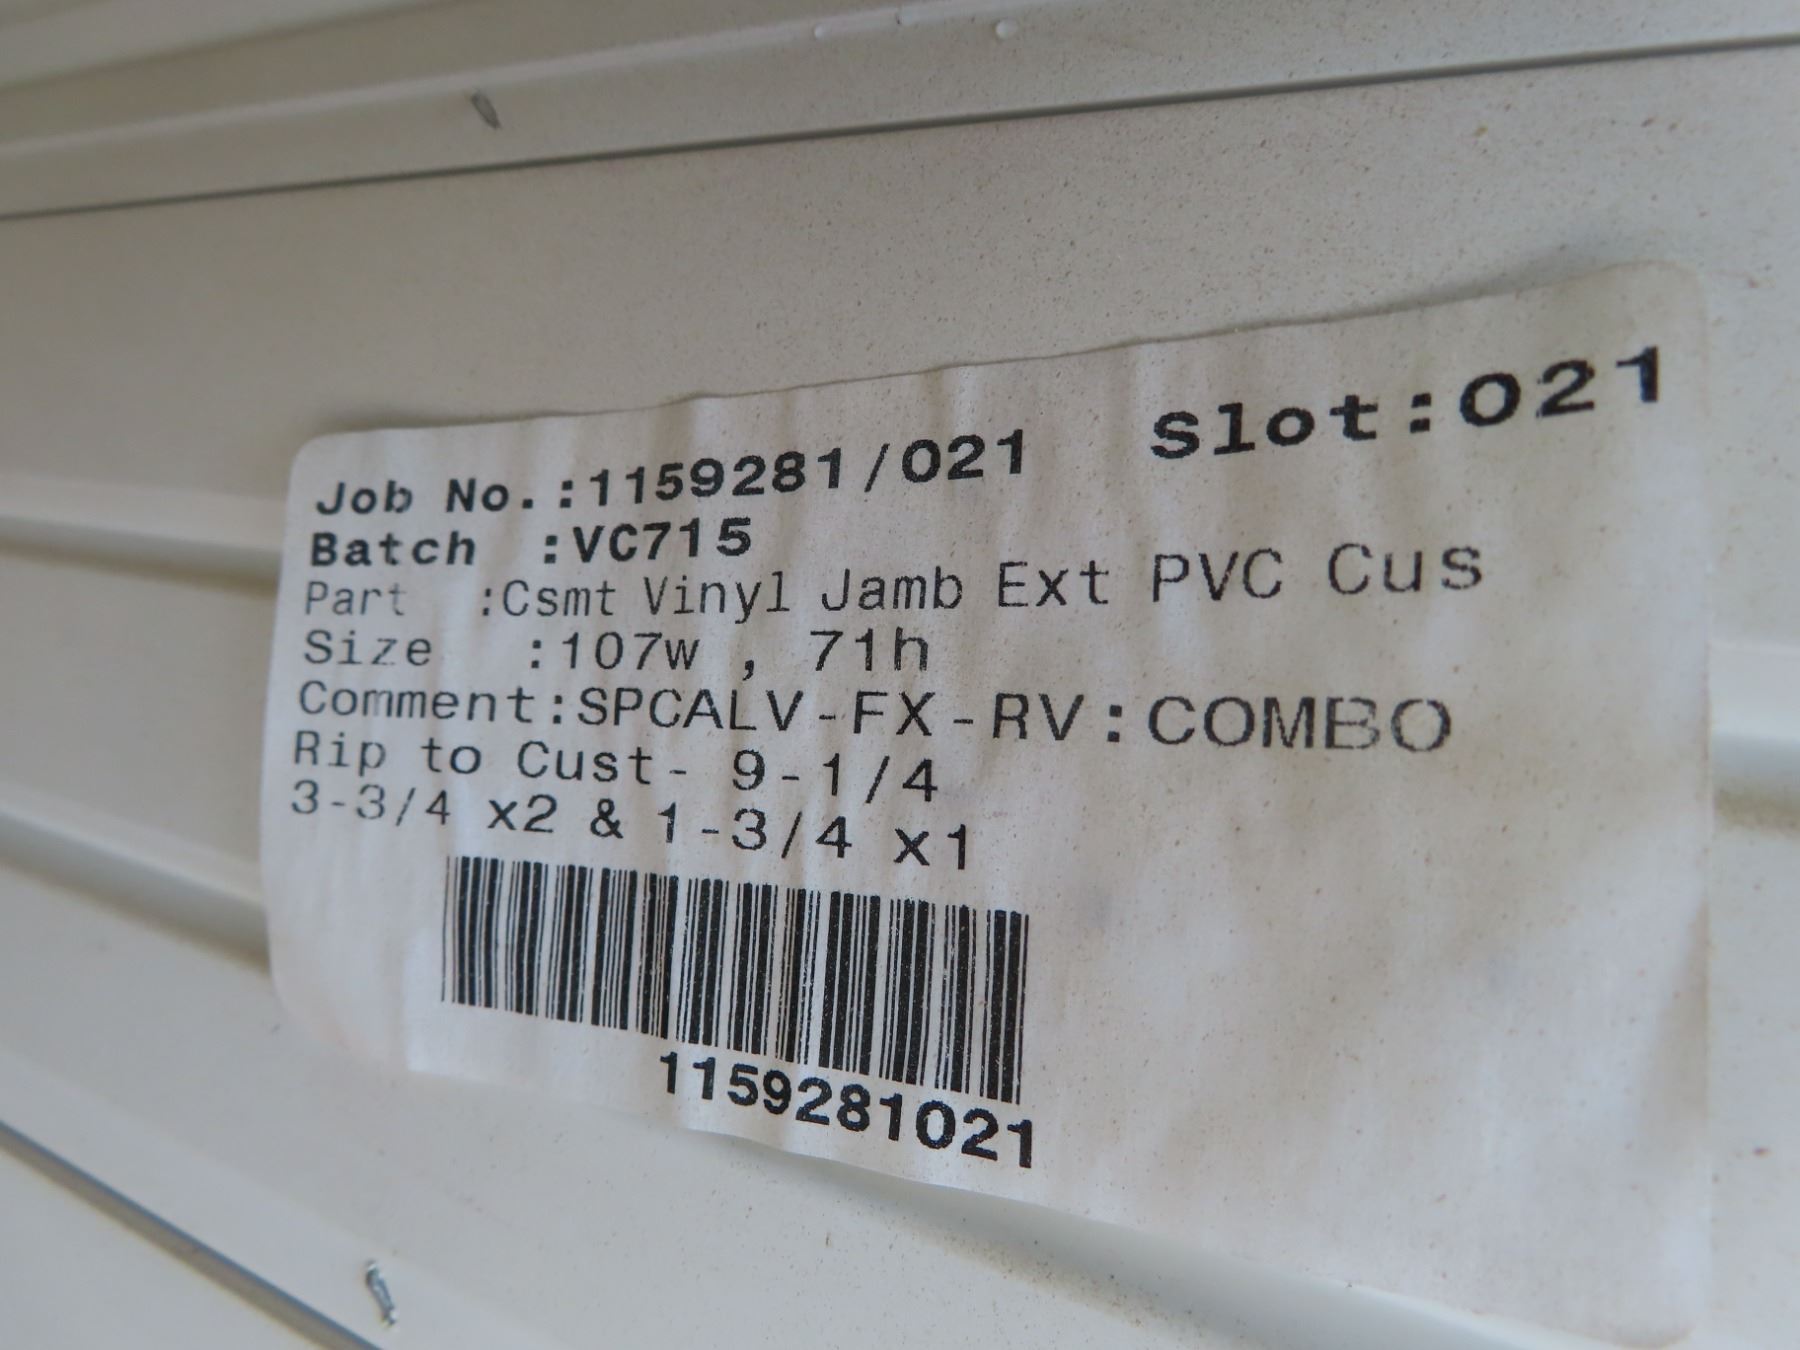 Job No.:1159281/021 Slot:021
Batch :VC715
Part :Csmt Vinyl Jamb Ext PVC Cus
Size :107w , 71h
Comment:SPCALV-FX-RV:COMBO
Rip to Cust- 9-1/4
3-3/4 x2 & 1-3/4 x1
1159281021